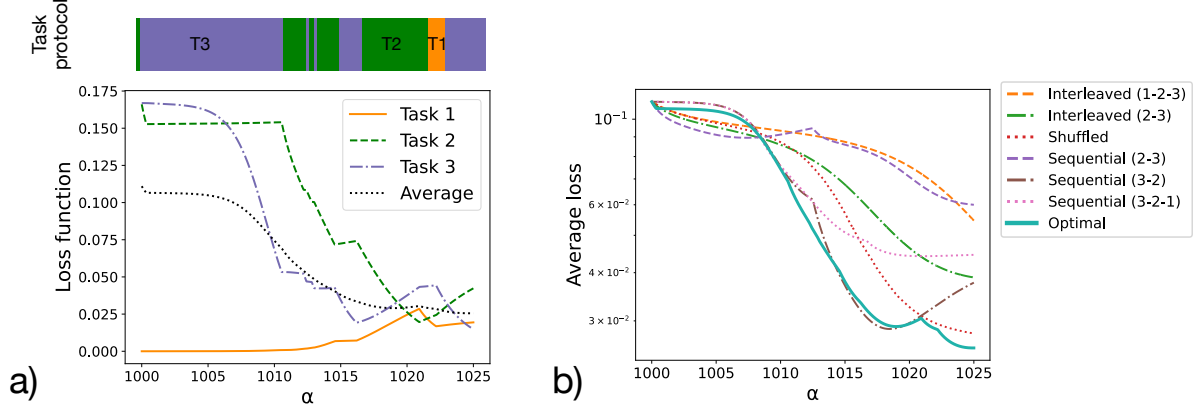 Task
protocol
T3
T2
T1
0.175
0.150
0.125
0.100
0.075
0.050
0.025
0.000
Loss function
Task 1
Task 2
Task 3
Average
1000
1005
1010
1015
1020
1025
α
a)
10⁻¹
6 × 10⁻²
4 × 10⁻²
3 × 10⁻²
Average loss
1000
1005
1010
1015
1020
1025
α
b)
Interleaved (1-2-3)
Interleaved (2-3)
Shuffled
Sequential (2-3)
Sequential (3-2)
Sequential (3-2-1)
Optimal